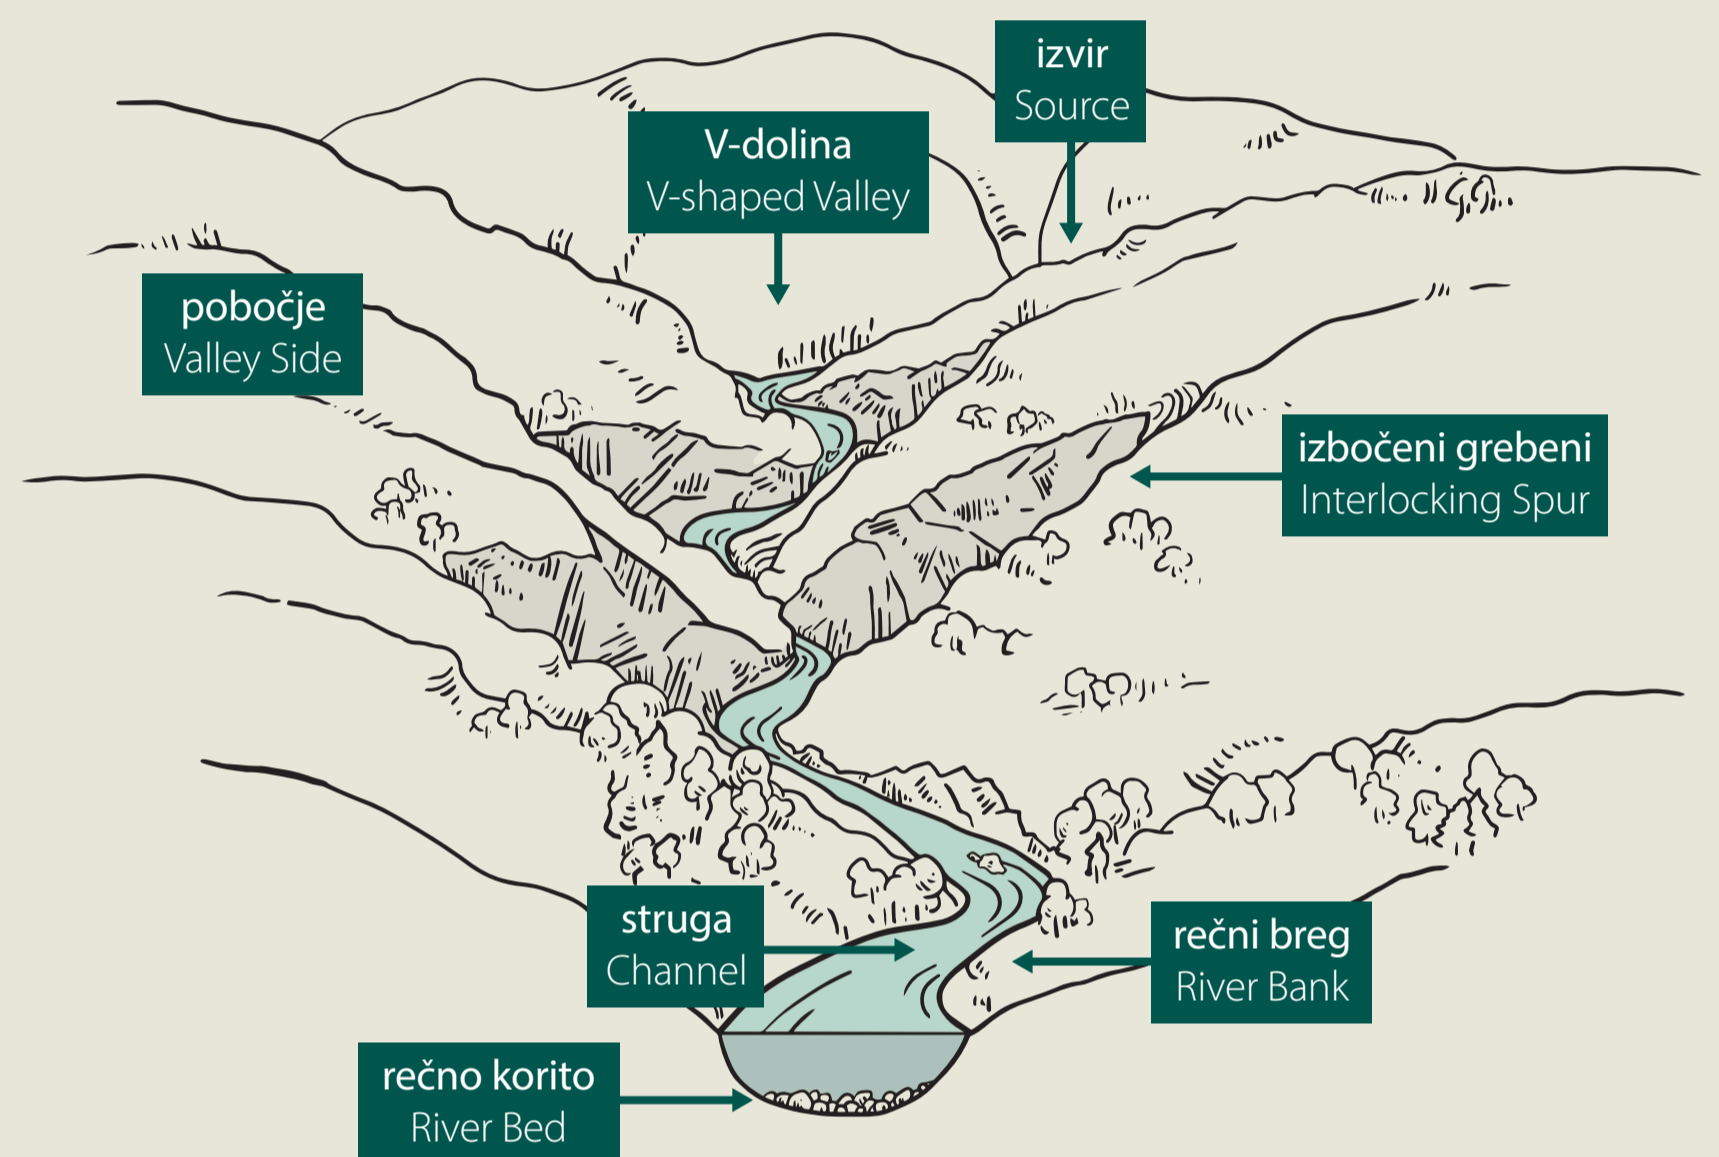 izvir
Source
V-dolina
V-shaped Valley
pobočje
Valley Side
izbočeni grebeni
Interlocking Spur
struga
Channel
rečni breg
River Bank
rečno korito
River Bed